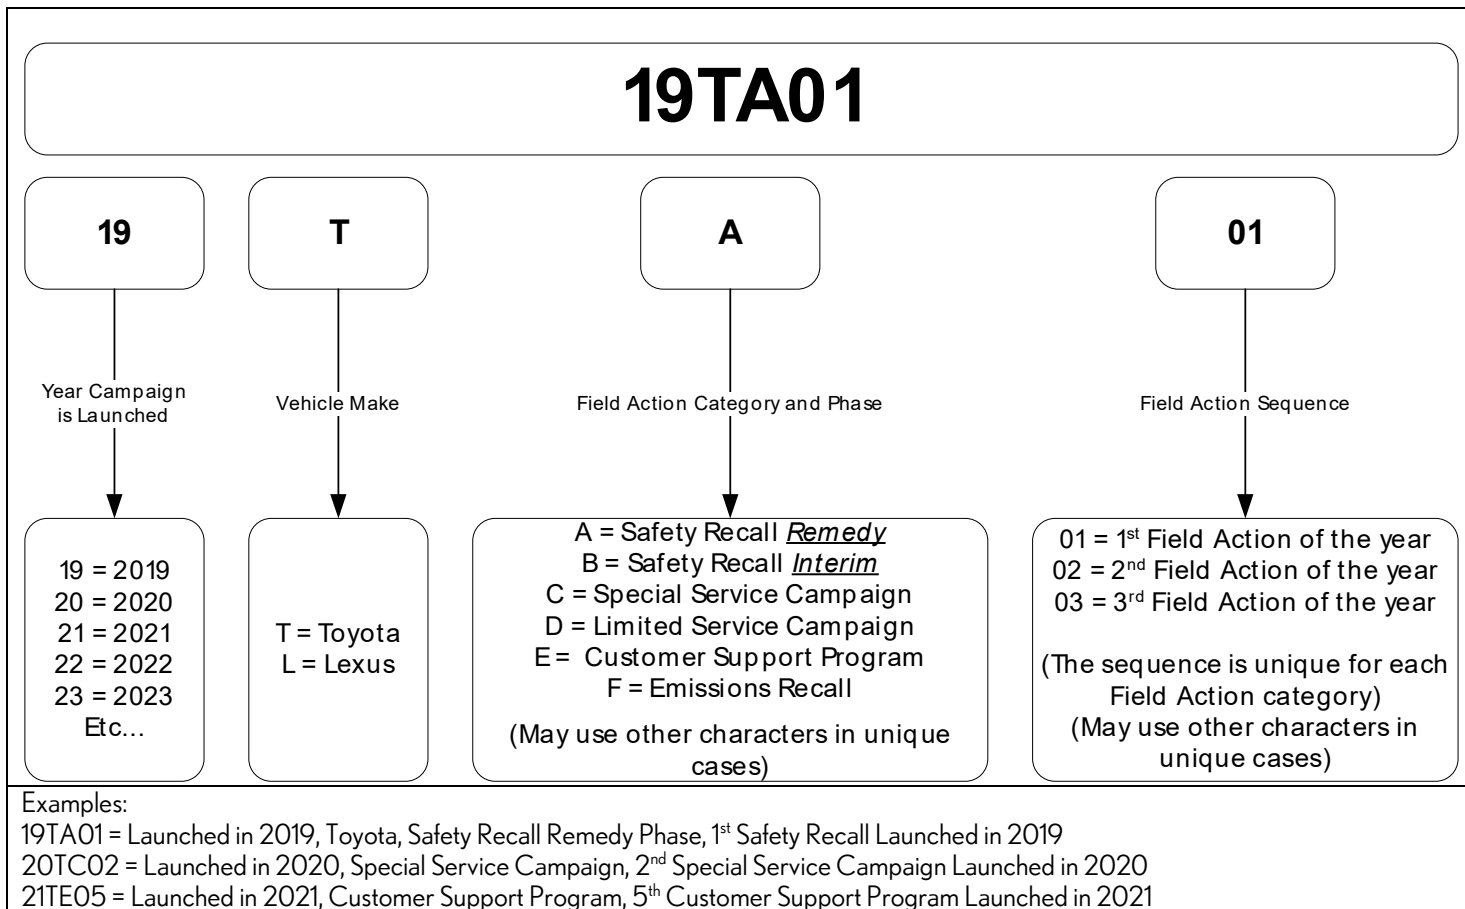 19TA01
19
T
A
01
Year Campaign
is Launched
Vehicle Make
Field Action Category and Phase
Field Action Sequence
19 = 2019
20 = 2020
21 = 2021
22 = 2022
23 = 2023
Etc...
T = Toyota
L = Lexus
A = Safety Recall Remedy
B = Safety Recall Interim
C = Special Service Campaign
D = Limited Service Campaign
E = Customer Support Program
F = Emissions Recall
(May use other characters in unique
cases)
01 = 1st Field Action of the year
02 = 2nd Field Action of the year
03 = 3rd Field Action of the year
(The sequence is unique for each
Field Action category)
(May use other characters in
unique cases)
Examples:
19TA01 = Launched in 2019, Toyota, Safety Recall Remedy Phase, 1st Safety Recall Launched in 2019
20TC02 = Launched in 2020, Special Service Campaign, 2nd Special Service Campaign Launched in 2020
21TE05 = Launched in 2021, Customer Support Program, 5th Customer Support Program Launched in 2021